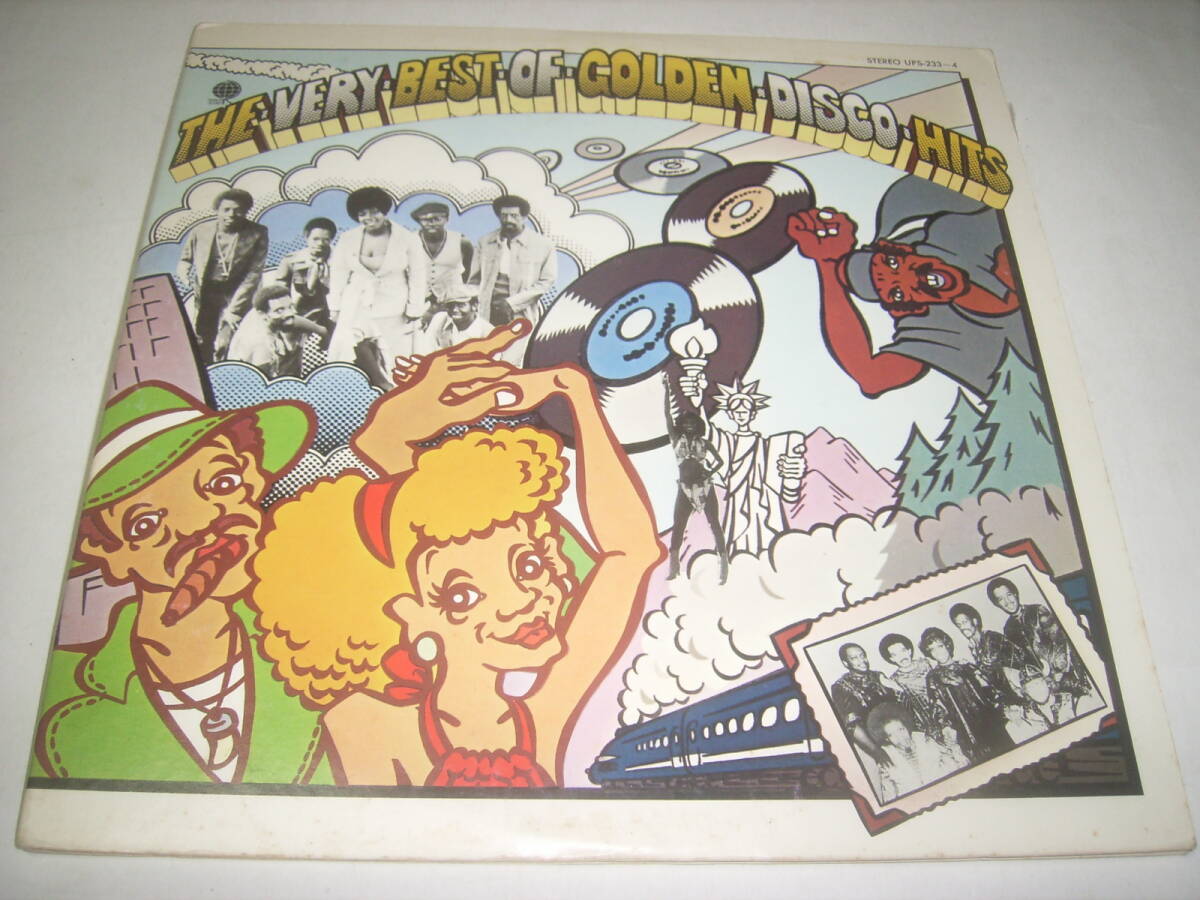 STEREO UPS-233—4
THE·VERY·BEST·OF·GOLDEN·DISCO·HITS